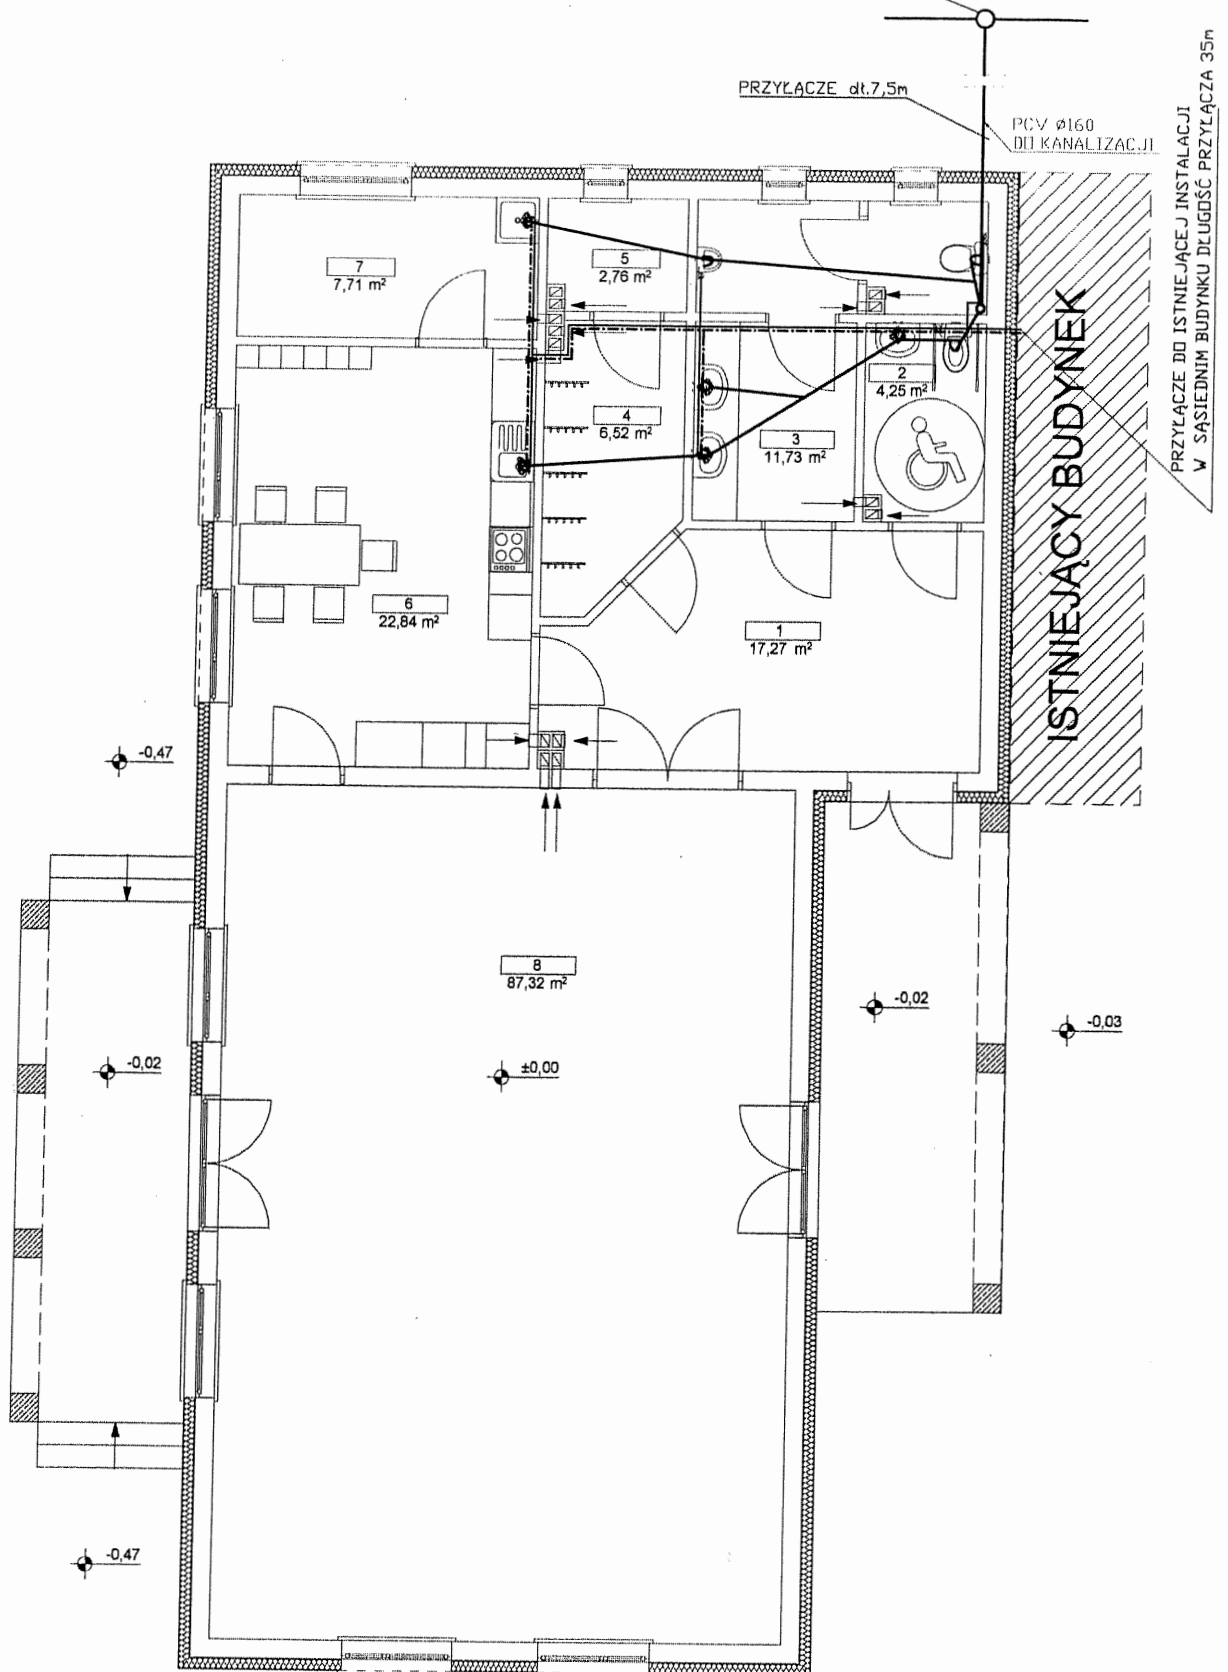 PRZYŁĄCZE dł.7,5m
PCV ø160
DO KANALIZACJI
PRZYŁĄCZE DO ISTNIEJĄCEJ INSTALACJI
W SĄSIEDNIM BUDYNKU DŁUGOŚĆ PRZYŁĄCZA 35m
7
7,71 m²
5
2,76 m²
2
4,25 m²
4
6,52 m²
3
11,73 m²
ISTNIEJĄCY BUDYNEK
6
22,84 m²
1
17,27 m²
-0,47
8
87,32 m²
-0,02
-0,03
-0,02
±0,00
-0,47